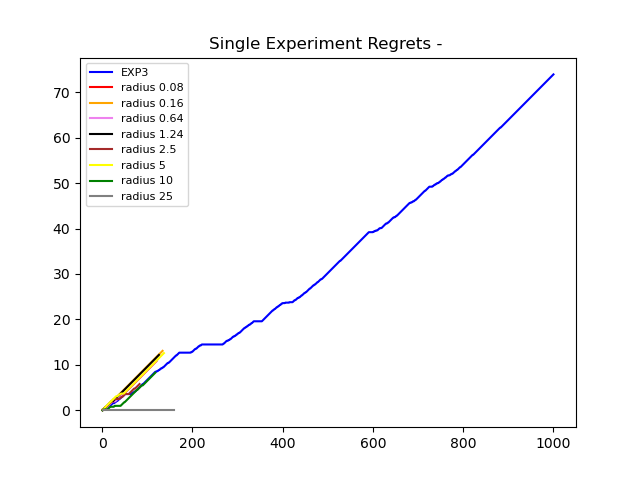 Single Experiment Regrets -
EXP3
radius 0.08
radius 0.16
radius 0.64
radius 1.24
radius 2.5
radius 5
radius 10
radius 25
70
60
50
40
30
20
10
0
0 200 400 600 800 1000